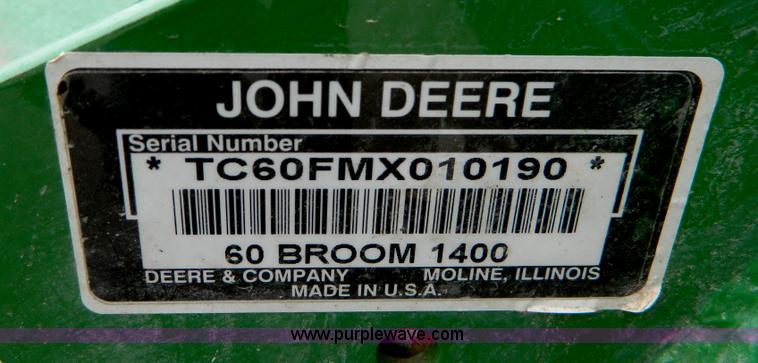 JOHN DEERE
Serial Number
* TC60FMX010190 *
60 BROOM 1400
DEERE & COMPANY MOLINE, ILLINOIS
MADE IN U.S.A.
www.purplewave.com